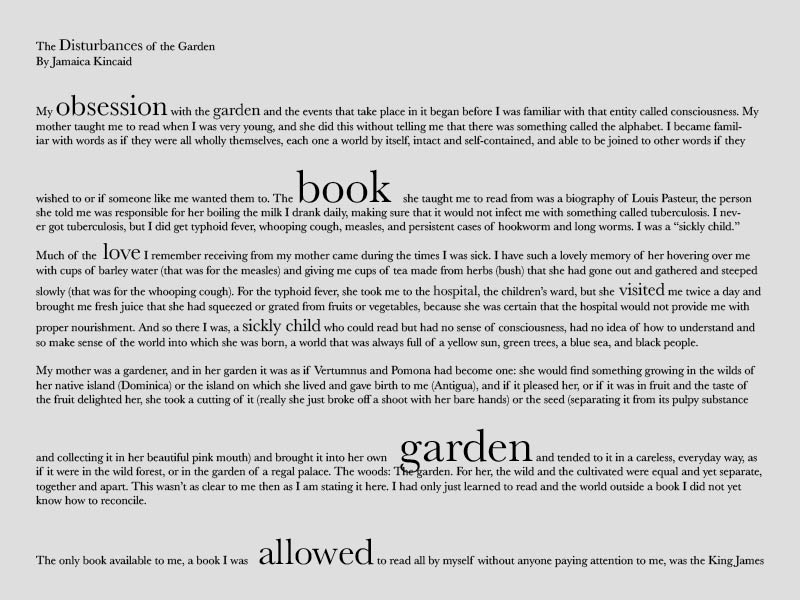 The Disturbances of the Garden
By Jamaica Kincaid
My obsession with the garden and the events that take place in it began before I was familiar with that entity called consciousness. My
mother taught me to read when I was very young, and she did this without telling me that there was something called the alphabet. I became famil-
iar with words as if they were all wholly themselves, each one a world by itself, intact and self-contained, and able to be joined to other words if they
wished to or if someone like me wanted them to. The book she taught me to read from was a biography of Louis Pasteur, the person
she told me was responsible for her boiling the milk I drank daily, making sure that it would not infect me with something called tuberculosis. I nev-
er got tuberculosis, but I did get typhoid fever, whooping cough, measles, and persistent cases of hookworm and long worms. I was a “sickly child.”
Much of the love I remember receiving from my mother came during the times I was sick. I have such a lovely memory of her hovering over me
with cups of barley water (that was for the measles) and giving me cups of tea made from herbs (bush) that she had gone out and gathered and steeped
slowly (that was for the whooping cough). For the typhoid fever, she took me to the hospital, the children’s ward, but she visited me twice a day and
brought me fresh juice that she had squeezed or grated from fruits or vegetables, because she was certain that the hospital would not provide me with
proper nourishment. And so there I was, a sickly child who could read but had no sense of consciousness, had no idea of how to understand and
so make sense of the world into which she was born, a world that was always full of a yellow sun, green trees, a blue sea, and black people.
My mother was a gardener, and in her garden it was as if Vertumnus and Pomona had become one: she would find something growing in the wilds of
her native island (Dominica) or the island on which she lived and gave birth to me (Antigua), and if it pleased her, or if it was in fruit and the taste of
the fruit delighted her, she took a cutting of it (really she just broke off a shoot with her bare hands) or the seed (separating it from its pulpy substance
and collecting it in her beautiful pink mouth) and brought it into her own garden and tended to it in a careless, everyday way, as
if it were in the wild forest, or in the garden of a regal palace. The woods: The garden. For her, the wild and the cultivated were equal and yet separate,
together and apart. This wasn’t as clear to me then as I am stating it here. I had only just learned to read and the world outside a book I did not yet
know how to reconcile.
The only book available to me, a book I was allowed to read all by myself without anyone paying attention to me, was the King James